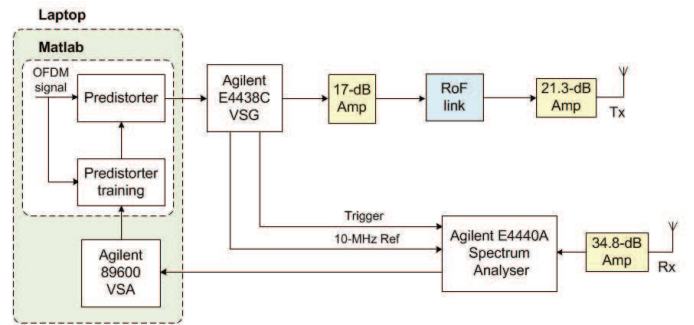 Laptop
Matlab
OFDM
signal
Predistorter
Predistorter
training
Agilent
89600
VSA
Agilent
E4438C
VSG
17-dB
Amp
RoF
link
21.3-dB
Amp
Tx
Trigger
10-MHz Ref
Agilent E4440A
Spectrum
Analyser
34.8-dB
Amp
Rx